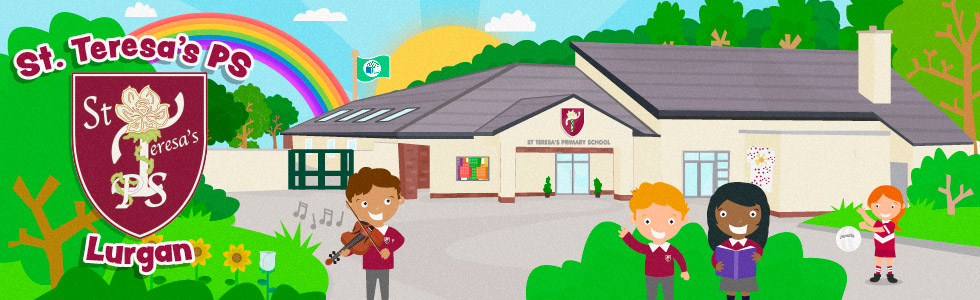 St. Teresa's PS
St
Teresa's
PS
Lurgan
ST TERESA'S PRIMARY SCHOOL